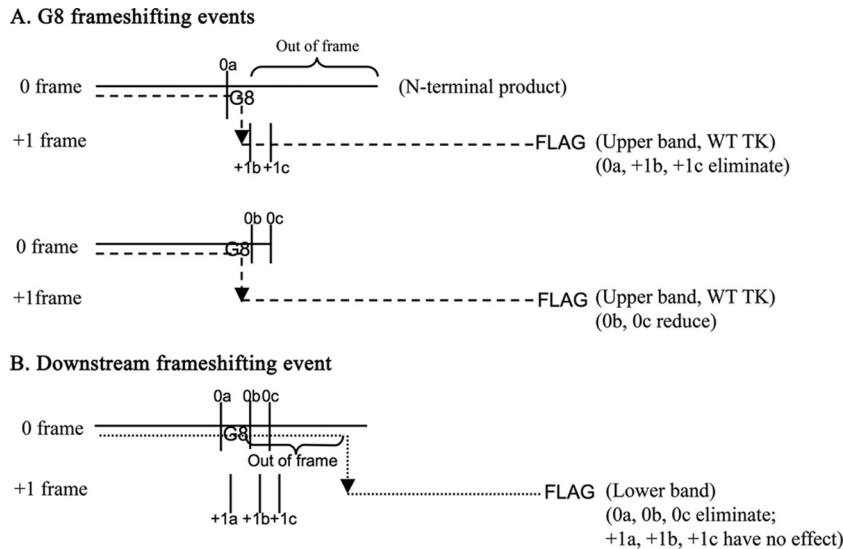 A. G8 frameshifting events
Out of frame
0a
0 frame
G8
(N-terminal product)
+1 frame
FLAG (Upper band, WT TK)
+1b +1c
(0a, +1b, +1c eliminate)
0b 0c
0 frame
G8
+1frame
FLAG (Upper band, WT TK)
(0b, 0c reduce)
B. Downstream frameshifting event
0a 0b0c
0 frame
G8
Out of frame
+1 frame
FLAG (Lower band)
+1a +1b+1c
(0a, 0b, 0c eliminate;
+1a, +1b, +1c have no effect)